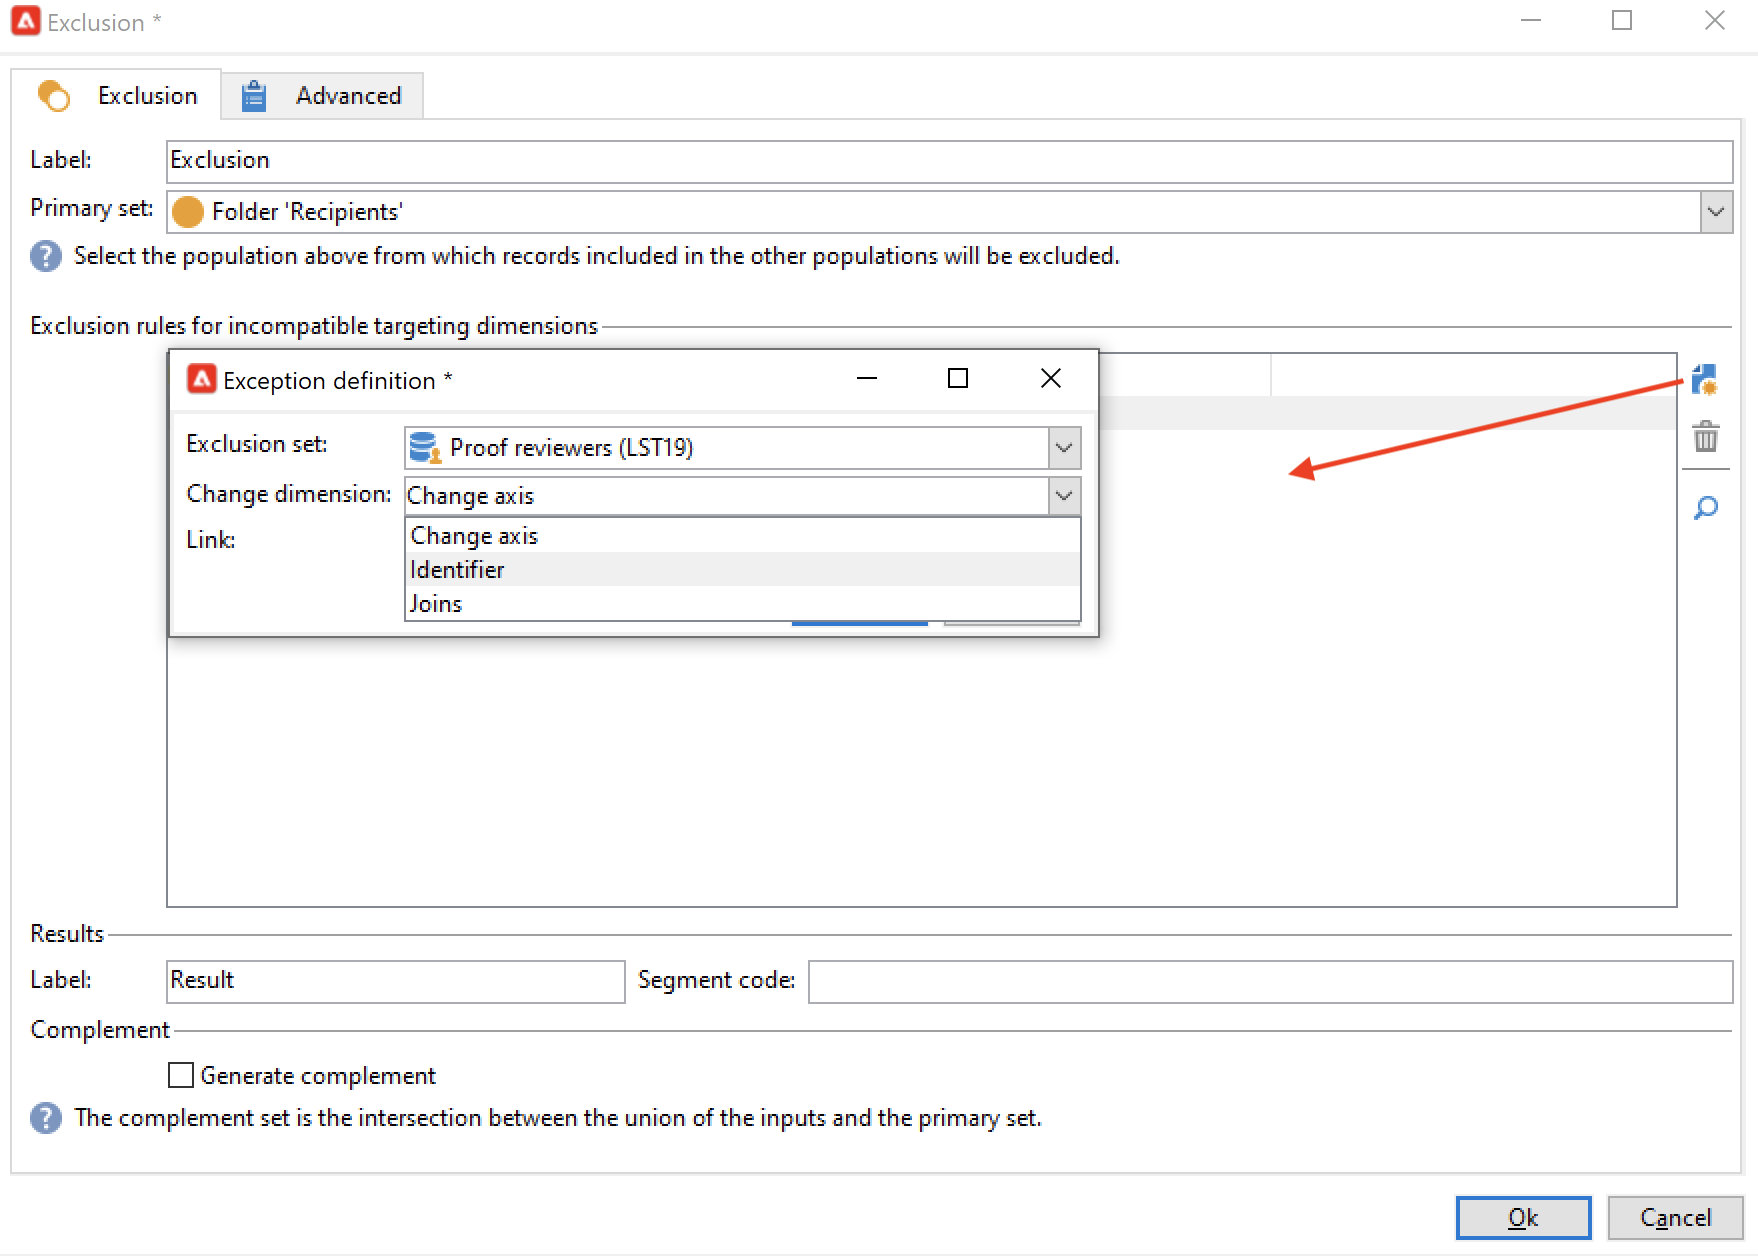 Exclusion *
Exclusion
Advanced
Label: Exclusion
Primary set: Folder 'Recipients'
Select the population above from which records included in the other populations will be excluded.
Exclusion rules for incompatible targeting dimensions
Exception definition *
Exclusion set: Proof reviewers (LST19)
Change dimension: Change axis
Link:
Change axis
Identifier
Joins
Results
Label: Result Segment code:
Complement
Generate complement
The complement set is the intersection between the union of the inputs and the primary set.
Ok Cancel